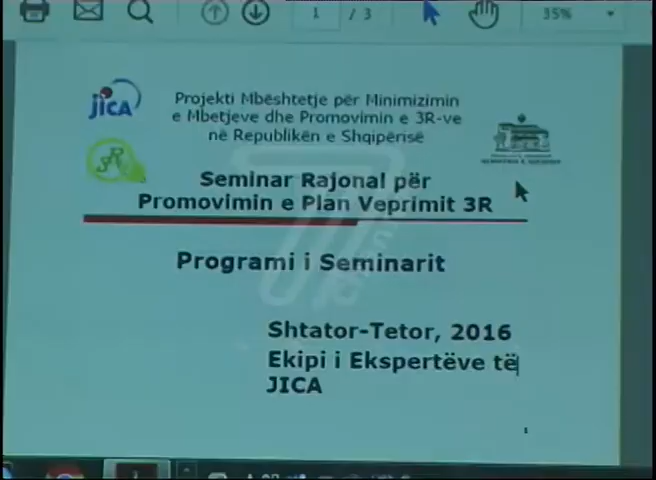 1 / 3 35%
JICA
3R
Projekti Mbështetje për Minimizimin
e Mbetjeve dhe Promovimin e 3R-ve
në Republikën e Shqipërisë
Seminar Rajonal për
Promovimin e Plan Veprimit 3R
Programi i Seminarit
Shtator-Tetor, 2016
Ekipi i Ekspertëve të
JICA
1